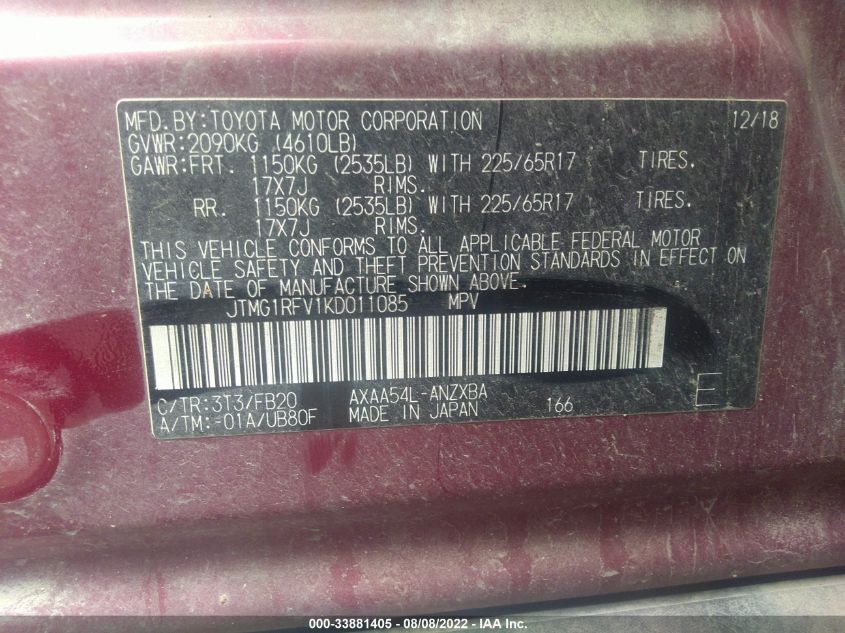 MFD.BY:TOYOTA MOTOR CORPORATION 12/18
GVWR:2090KG (4610LB)
GAWR:FRT. 1150KG (2535LB) WITH 225/65R17 TIRES.
17X7J RIMS.
RR. 1150KG (2535LB) WITH 225/65R17 TIRES.
17X7J RIMS.
THIS VEHICLE CONFORMS TO ALL APPLICABLE FEDERAL MOTOR
VEHICLE SAFETY AND THEFT PREVENTION STANDARDS IN EFFECT ON
THE DATE OF MANUFACTURE SHOWN ABOVE.
JTMG1RFV1KD011085 MPV
C/TR:3T3/FB20 AXAA54L-ANZXBA
A/TM:-01A/UB80F MADE IN JAPAN 166 E
000-33881405 - 08/08/2022 - IAA Inc.